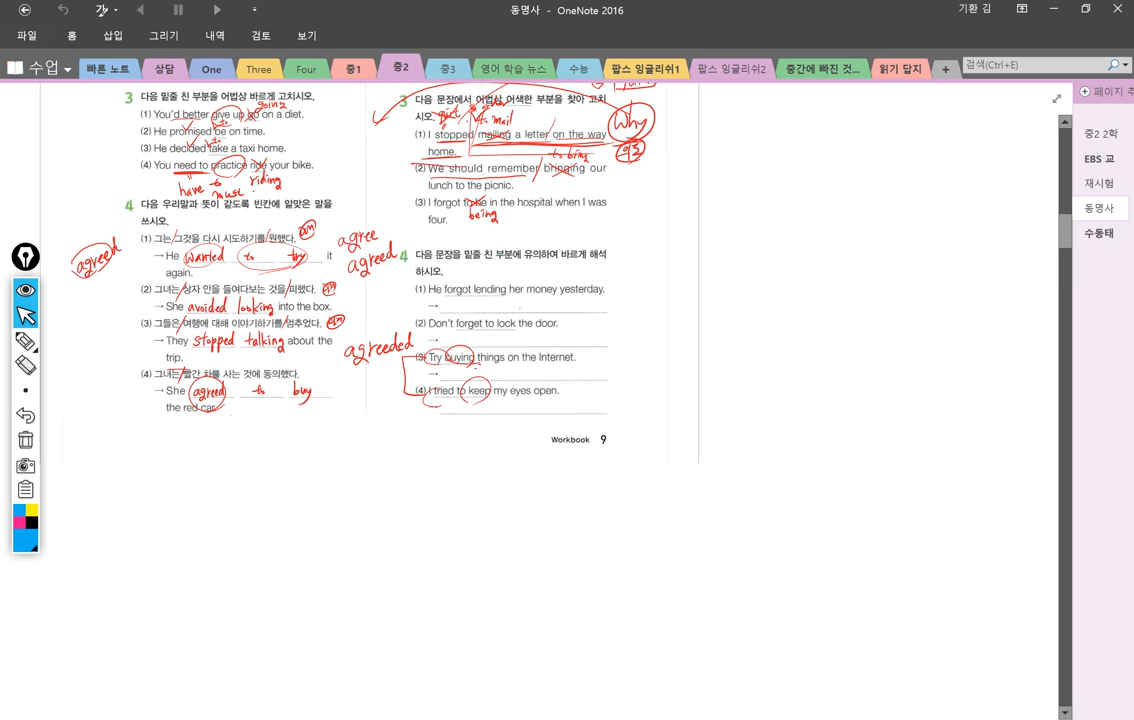 동명사 - OneNote 2016
기환 김
파일 홈 삽입 그리기 내역 검토 보기
수업 빠른 노트 상담 One Three Four 중1 중2 중3 영어 학습 뉴스 수능 팝스 잉글리쉬1 팝스 잉글리쉬2 중간에 빠진 것... 읽기 답지 + 검색(Ctrl+E)
페이지 추
중2 2학
EBS 교
재시험
동명사
수동태
3 다음 밑줄 친 부분을 어법상 바르게 고치시오.
going
(1) You'd better give up go on a diet.
to
(2) He promised be on time.
to
(3) He decided take a taxi home.
(4) You need to practice ride your bike.
have to riding
must
4 다음 우리말과 뜻이 같도록 빈칸에 알맞은 말을
쓰시오.
(1) 그는 그것을 다시 시도하기를 원했다.
agreed
→ He wanted to try it
again.
(2) 그녀는 상자 안을 들여다보는 것을 피했다.
→ She avoided looking into the box.
(3) 그들은 여행에 대해 이야기하기를 멈추었다.
→ They stopped talking about the
trip.
(4) 그녀는 빨간 차를 사는 것에 동의했다.
→ She agreed to buy
the red car.
agree
agreed
agreeded
3 다음 문장에서 어법상 어색한 부분을 찾아 고치
시오.
to mail
Why
(1) I stopped mailing a letter on the way
home.
to bring
(2) We should remember bringing our
lunch to the picnic.
(3) I forgot to be in the hospital when I was
being
four.
4 다음 문장을 밑줄 친 부분에 유의하여 바르게 해석
하시오.
(1) He forgot lending her money yesterday.
→
(2) Don't forget to lock the door.
→
(3) Try buying things on the Internet.
→
(4) I tried to keep my eyes open.
→
Workbook 9